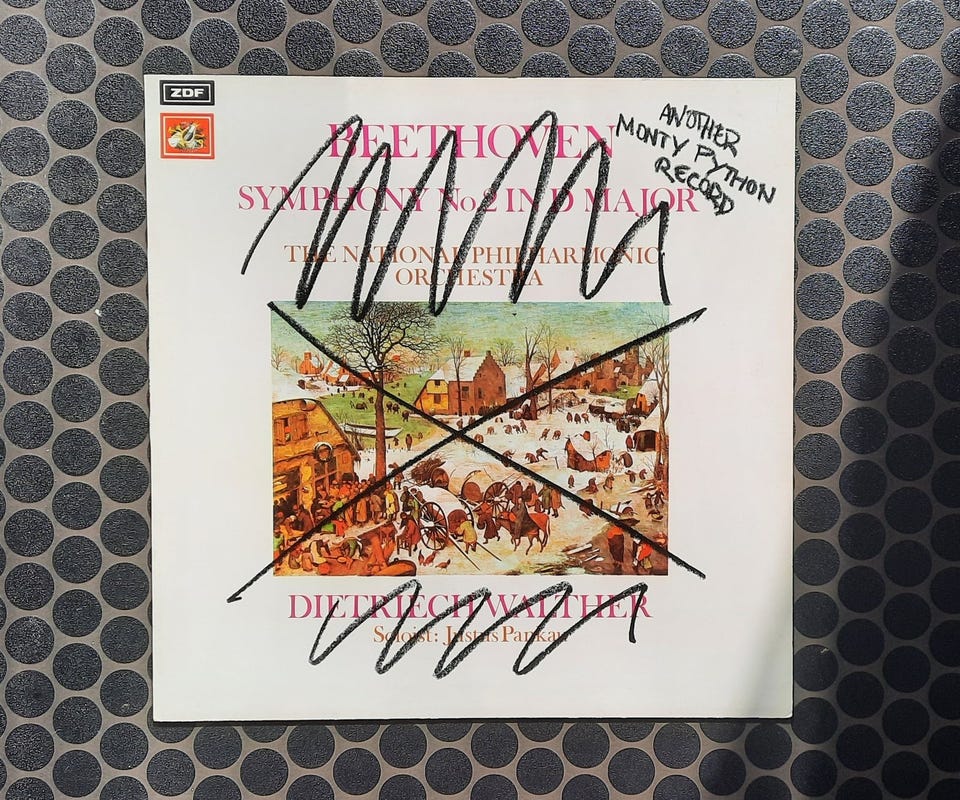 ZDF
BEETHOVEN
ANOTHER
MONTY PYTHON
RECORD
SYMPHONY No. 2 IN D MAJOR
THE NATIONAL PHILHARMONIC
ORCHESTRA
DIETRIECH WALTHER
Soloist: Justus Pankau